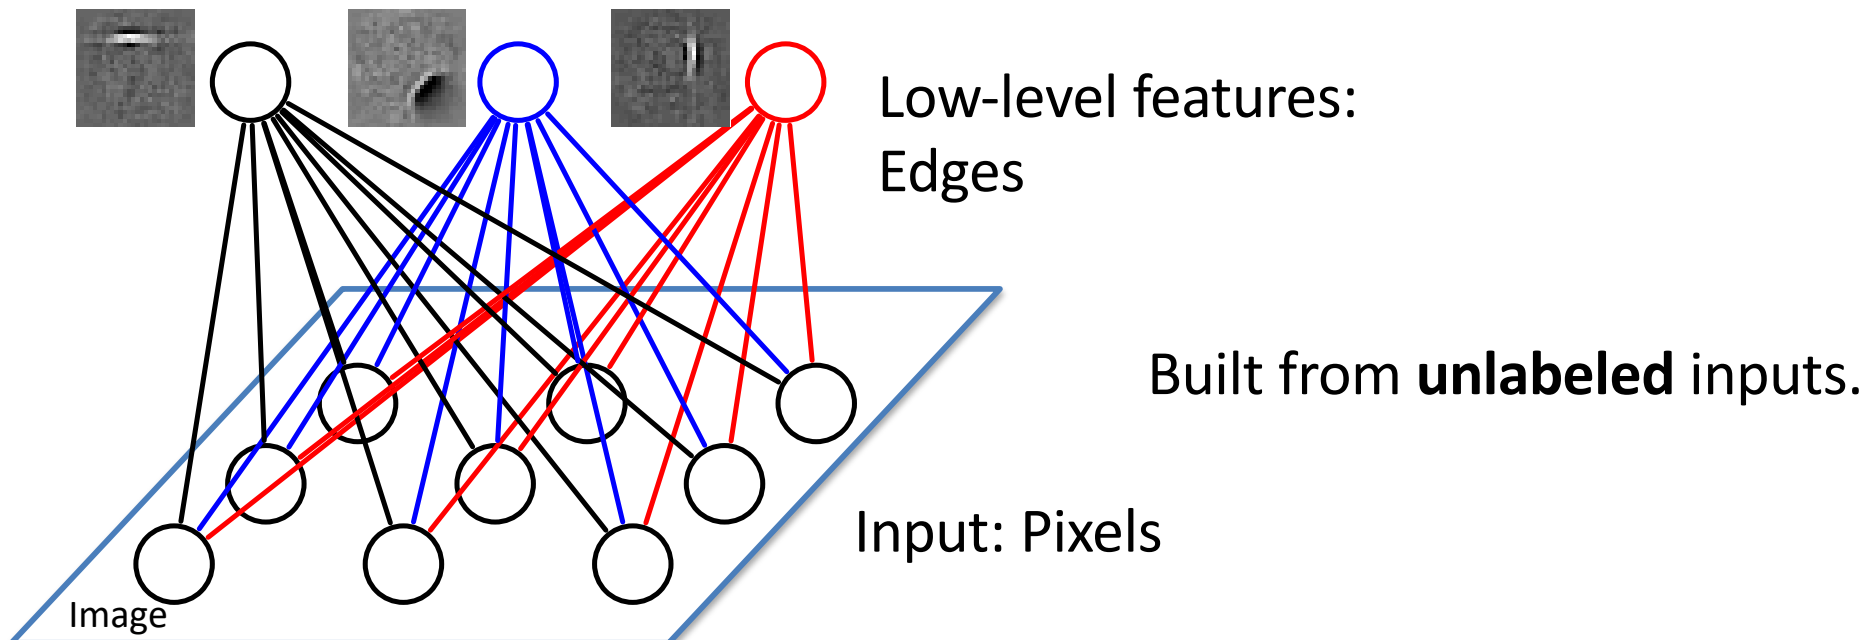 Low-level features:
Edges
Built from unlabeled inputs.
Input: Pixels
Image